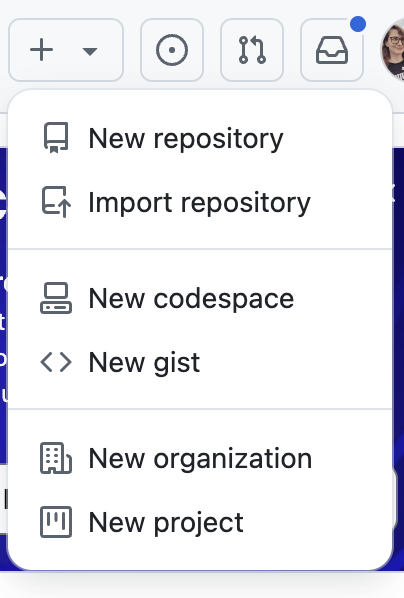 New repository
Import repository
New codespace
New gist
New organization
New project